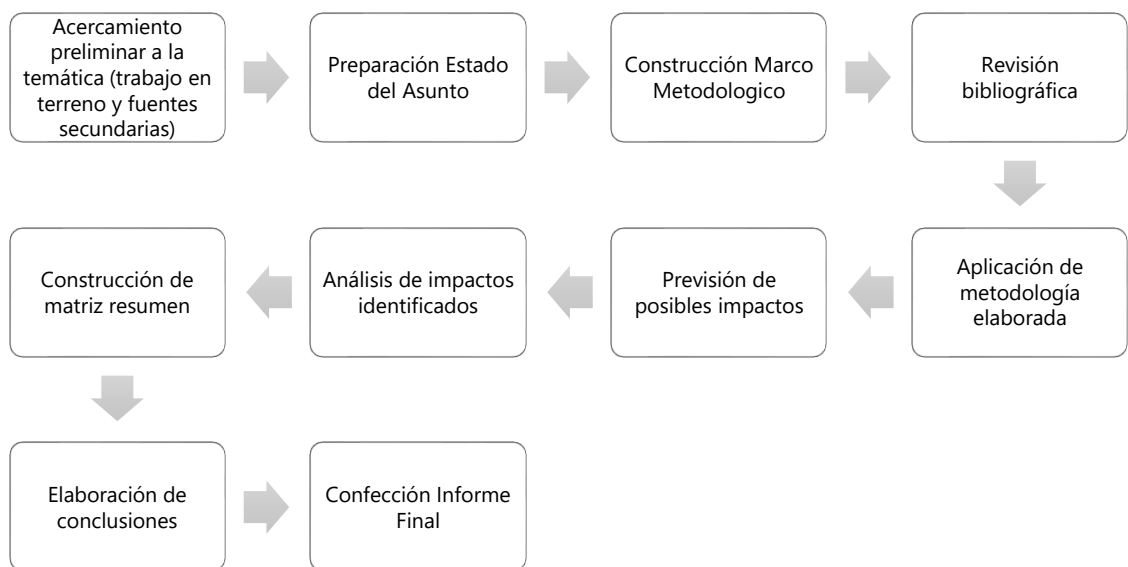 Acercamiento
preliminar a la
temática (trabajo en
terreno y fuentes
secundarias)
Preparación Estado
del Asunto
Construcción Marco
Metodologico
Revisión
bibliográfica
Aplicación de
metodología
elaborada
Previsión de
posibles impactos
Análisis de impactos
identificados
Construcción de
matriz resumen
Elaboración de
conclusiones
Confección Informe
Final